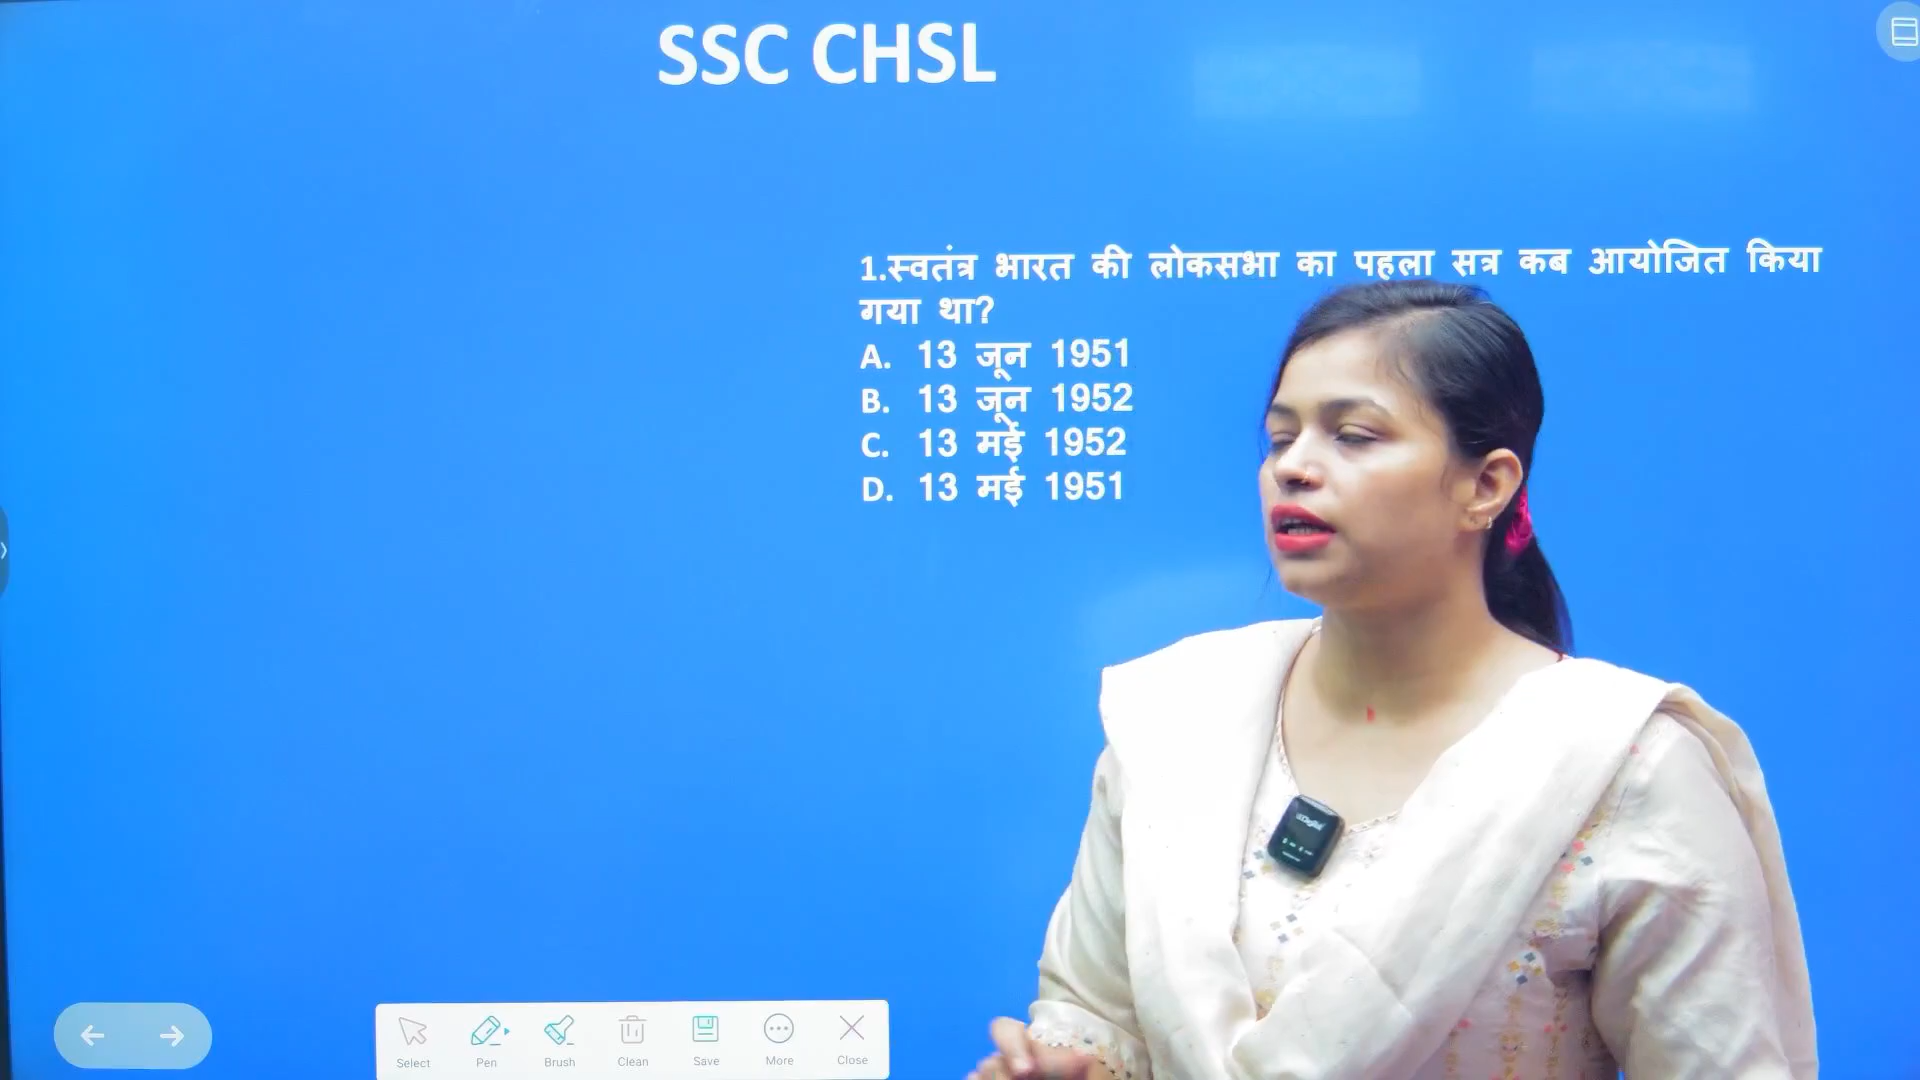 SSC CHSL
1.स्वतंत्र भारत की लोकसभा का पहला सत्र कब आयोजित किया
गया था?
A. 13 जून 1951
B. 13 जून 1952
C. 13 मई 1952
D. 13 मई 1951
Select Pen Brush Clean Save More Close